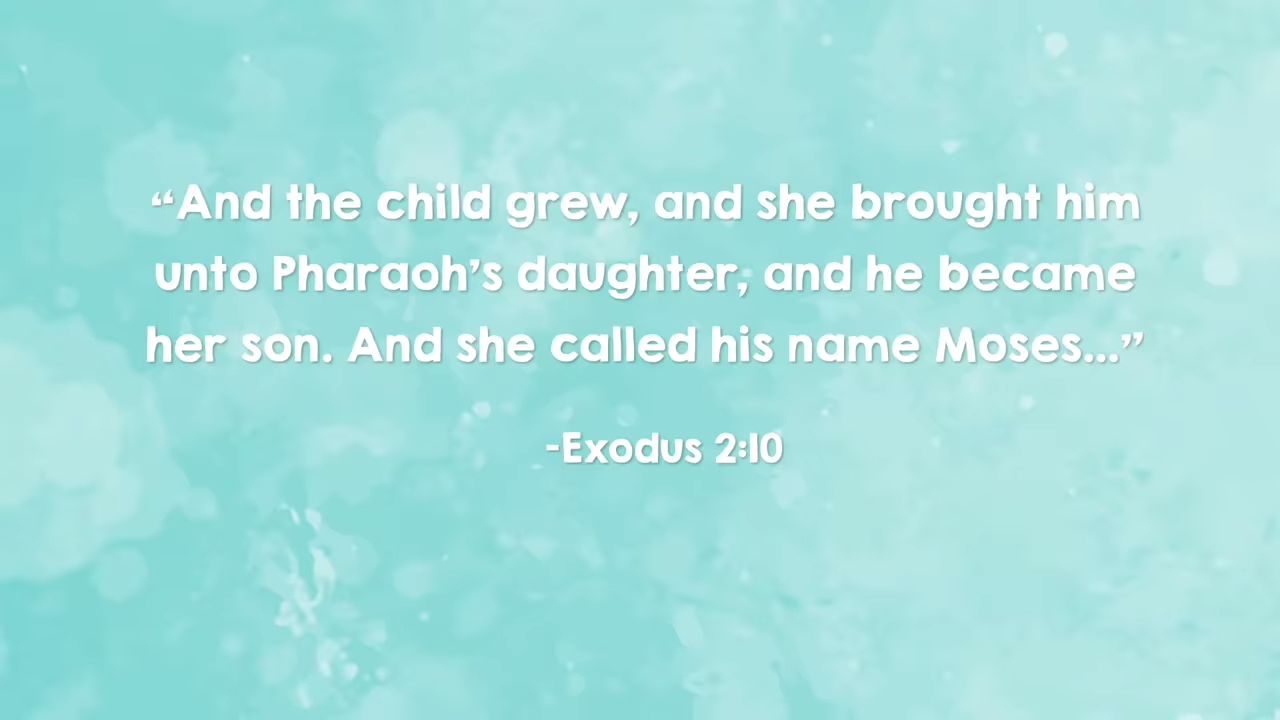 “And the child grew, and she brought him
unto Pharaoh’s daughter, and he became
her son. And she called his name Moses...”
-Exodus 2:10